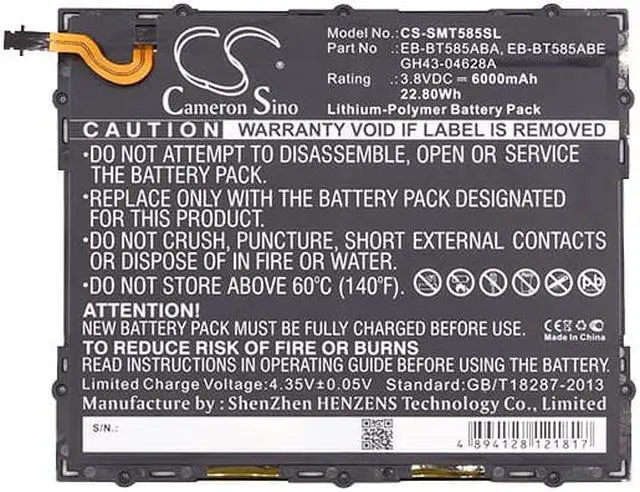 CS
Cameron Sino
Model No.: CS-SMT585SL
Part No.: EB-BT585ABA, EB-BT585ABE
GH43-04628A
Rating: 3.8VDC⎓ 6000mAh
22.80Wh
Lithium-Polymer Battery Pack
CAUTION WARRANTY VOID IF LABEL IS REMOVED
•DO NOT ATTEMPT TO DISASSEMBLE, OPEN OR SERVICE
THE BATTERY PACK.
•REPLACE ONLY WITH THE BATTERY PACK DESIGNATED
FOR THIS PRODUCT.
•DO NOT CRUSH, PUNCTURE, SHORT EXTERNAL CONTACTS
OR DISPOSE OF IN FIRE OR WATER.
•DO NOT STORE ABOVE 60°C (140°F).
ATTENTION!
NEW BATTERY PACK MUST BE FULLY CHARGED BEFORE USE.
TO REDUCE RISK OF FIRE OR BURNS
READ INSTRUCTIONS IN OPERATING GUIDE BEFORE INSTALLING BATTERY.
CE
Made in China
Limited Charge Voltage:4.35V±0.05V Standard:GB/T18287-2013
Manufacture by : ShenZhen HENZENS Technology Co., Limited
S/N.:
4 894128 121817